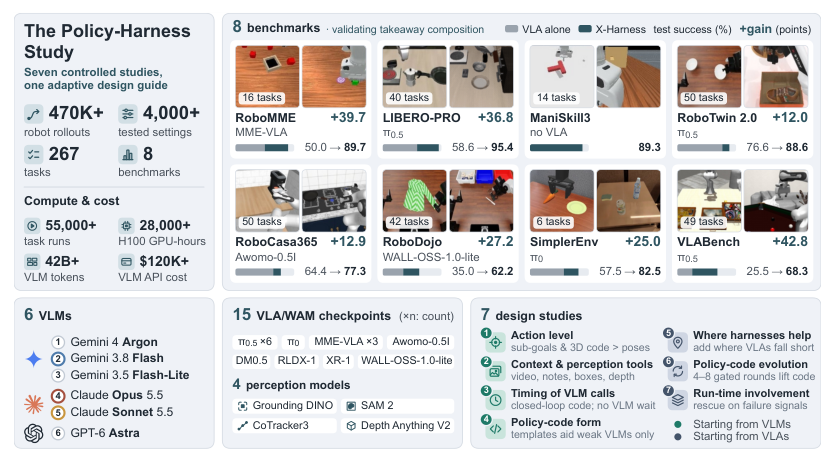 The Policy-Harness
Study
Seven controlled studies,
one adaptive design guide
470K+
robot rollouts
4,000+
tested settings
267
tasks
8
benchmarks
Compute & cost
55,000+
task runs
28,000+
H100 GPU-hours
42B+
VLM tokens
$120K+
VLM API cost
8 benchmarks · validating takeaway composition
VLA alone X-Harness test success (%) +gain (points)
16 tasks
RoboMME +39.7
MME-VLA
50.0 → 89.7
40 tasks
LIBERO-PRO +36.8
π0.5
58.6 → 95.4
14 tasks
ManiSkill3
no VLA
89.3
50 tasks
RoboTwin 2.0 +12.0
π0.5
76.6 → 88.6
50 tasks
RoboCasa365 +12.9
Awomo-0.5I
64.4 → 77.3
42 tasks
RoboDojo +27.2
WALL-OSS-1.0-lite
35.0 → 62.2
6 tasks
SimplerEnv +25.0
π0
57.5 → 82.5
49 tasks
VLABench +42.8
π0.5
25.5 → 68.3
6 VLMs
1 Gemini 4 Argon
2 Gemini 3.8 Flash
3 Gemini 3.5 Flash-Lite
4 Claude Opus 5.5
5 Claude Sonnet 5.5
6 GPT-6 Astra
15 VLA/WAM checkpoints (×n: count)
π0.5 ×6 π0 MME-VLA ×3 Awomo-0.5I
DM0.5 RLDX-1 XR-1 WALL-OSS-1.0-lite
4 perception models
Grounding DINO SAM 2
CoTracker3 Depth Anything V2
7 design studies
1 Action level
sub-goals & 3D code > poses
2 Context & perception tools
video, notes, boxes, depth
3 Timing of VLM calls
closed-loop code; no VLM wait
4 Policy-code form
templates aid weak VLMs only
5 Where harnesses help
add where VLAs fall short
6 Policy-code evolution
4–8 gated rounds lift code
7 Run-time involvement
rescue on failure signals
Starting from VLMs
Starting from VLAs